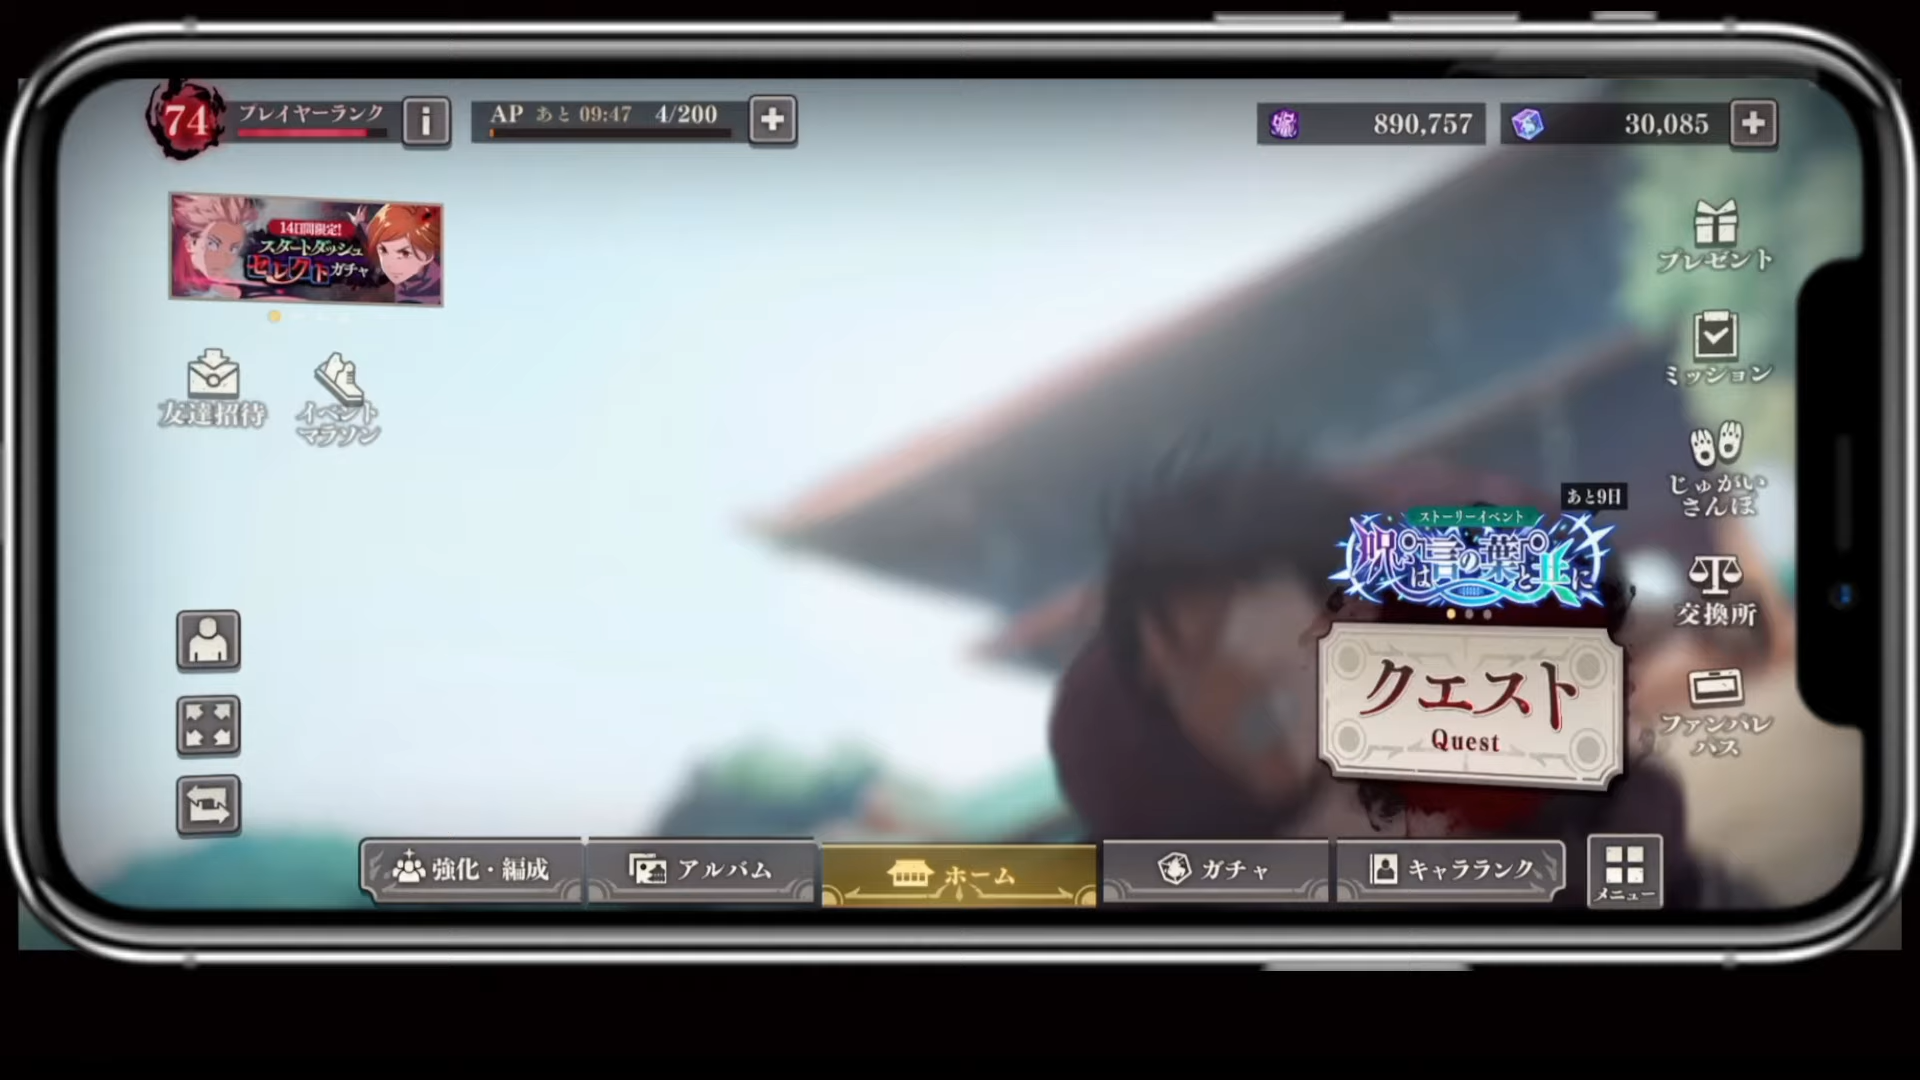 74
プレイヤーランク
AP あと 09:47 4/200
890,757
30,085
14日間限定!
スタートダッシュ
セレクトガチャ
友達招待
イベント
マラソン
プレゼント
ミッション
じゅがい
さんぽ
交換所
ファンパレ
パス
あと9日
ストーリーイベント
呪いは言の葉と共に
クエスト
Quest
強化・編成
アルバム
ホーム
ガチャ
キャラランク
メニュー